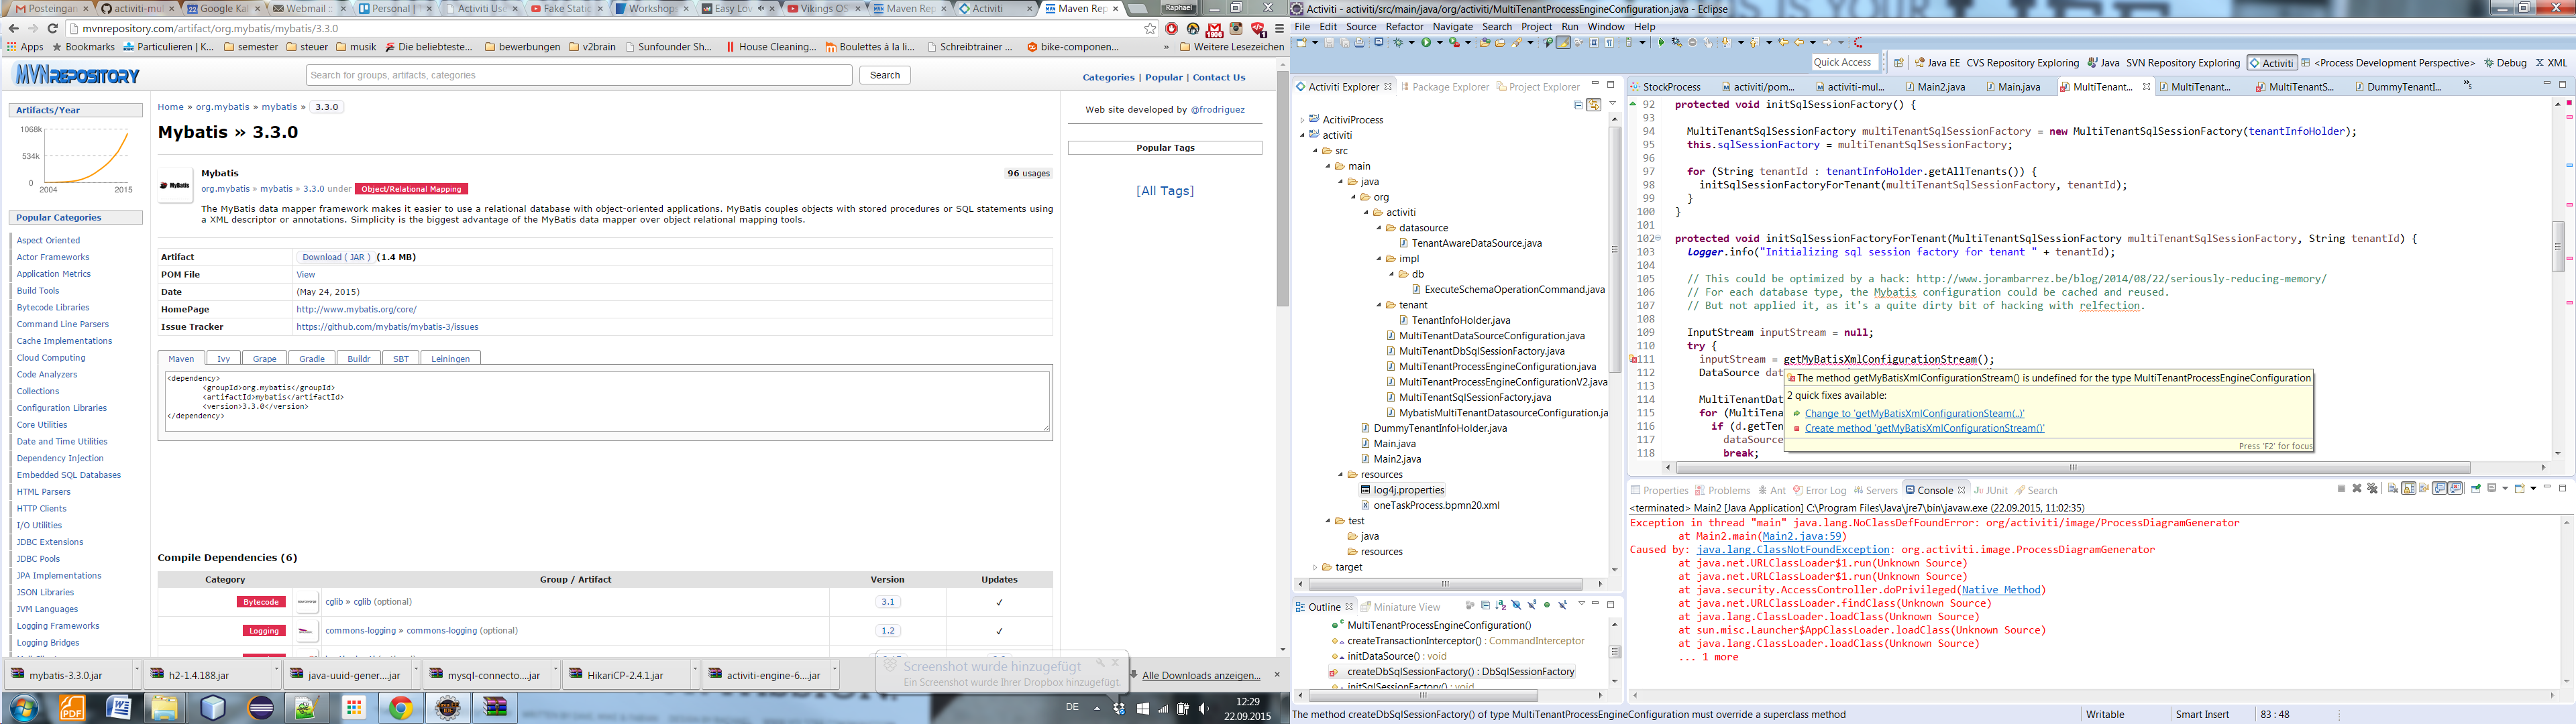 Posteingan
activiti-mul
Google Kal
Webmail ::
Personal |
Activiti Use
Fake Static
Workshops
Easy Lov
Vikings OS
Maven Rep
Activiti
Maven Rep
Raphael
mvnrepository.com/artifact/org.mybatis/mybatis/3.3.0
Apps Bookmarks Particulieren | K... semester steuer musik Die beliebteste... bewerbungen v2brain Sunfounder Sh... House Cleaning... Boulettes á la li... Schreibtrainer ... bike-componen... » Weitere Lesezeichen
MVNREPOSITORY
Search for groups, artifacts, categories
Search
Categories | Popular | Contact Us
Artifacts/Year
1068k
534k
0
2004 2015
Popular Categories
Aspect Oriented
Actor Frameworks
Application Metrics
Build Tools
Bytecode Libraries
Command Line Parsers
Cache Implementations
Cloud Computing
Code Analyzers
Collections
Configuration Libraries
Core Utilities
Date and Time Utilities
Dependency Injection
Embedded SQL Databases
HTML Parsers
HTTP Clients
I/O Utilities
JDBC Extensions
JDBC Pools
JPA Implementations
JSON Libraries
JVM Languages
Logging Frameworks
Logging Bridges
Home » org.mybatis » mybatis » 3.3.0
Mybatis » 3.3.0
MyBatis
Mybatis
96 usages
org.mybatis » mybatis » 3.3.0 under Object/Relational Mapping
The MyBatis data mapper framework makes it easier to use a relational database with object-oriented applications. MyBatis couples objects with stored procedures or SQL statements using
a XML descriptor or annotations. Simplicity is the biggest advantage of the MyBatis data mapper over object relational mapping tools.
Artifact Download ( JAR ) (1.4 MB)
POM File View
Date (May 24, 2015)
HomePage http://www.mybatis.org/core/
Issue Tracker https://github.com/mybatis/mybatis-3/issues
Maven Ivy Grape Gradle Buildr SBT Leiningen
<dependency>
<groupId>org.mybatis</groupId>
<artifactId>mybatis</artifactId>
<version>3.3.0</version>
</dependency>
Compile Dependencies (6)
Category Group / Artifact Version Updates
Bytecode cglib » cglib (optional) 3.1 ✓
Logging commons-logging » commons-logging (optional) 1.2 ✓
Web site developed by @frodriguez
Popular Tags
[All Tags]
mybatis-3.3.0.jar
h2-1.4.188.jar
java-uuid-gener....jar
mysql-connecto....jar
HikariCP-2.4.1.jar
activiti-engine-6....jar
Screenshot wurde hinzugefügt
Ein Screenshot wurde Ihrer Dropbox hinzugefügt.
Alle Downloads anzeigen...
DE
12:29
22.09.2015
Activiti - activiti/src/main/java/org/activiti/MultiTenantProcessEngineConfiguration.java - Eclipse
File Edit Source Refactor Navigate Search Project Run Window Help
Quick Access
Java EE CVS Repository Exploring Java SVN Repository Exploring Activiti <Process Development Perspective> Debug XML
Activiti Explorer Package Explorer Project Explorer
AcitiviProcess
activiti
src
main
java
org
activiti
datasource
TenantAwareDataSource.java
impl
db
ExecuteSchemaOperationCommand.java
tenant
TenantInfoHolder.java
MultiTenantDataSourceConfiguration.java
MultiTenantDbSqlSessionFactory.java
MultiTenantProcessEngineConfiguration.java
MultiTenantProcessEngineConfigurationV2.java
MultiTenantSqlSessionFactory.java
MybatisMultiTenantDatasourceConfiguration.ja
DummyTenantInfoHolder.java
Main.java
Main2.java
resources
log4j.properties
oneTaskProcess.bpmn20.xml
test
java
resources
target
Outline Miniature View
MultiTenantProcessEngineConfiguration()
createTransactionInterceptor() : CommandInterceptor
initDataSource() : void
createDbSqlSessionFactory() : DbSqlSessionFactory
initSqlSessionFactory() : void
StockProcess activiti/pom... activiti-mul... Main2.java Main.java MultiTenant... MultiTenant... MultiTenantS... DummyTenantI...
92 protected void initSqlSessionFactory() {
93
94 MultiTenantSqlSessionFactory multiTenantSqlSessionFactory = new MultiTenantSqlSessionFactory(tenantInfoHolder);
95 this.sqlSessionFactory = multiTenantSqlSessionFactory;
96
97 for (String tenantId : tenantInfoHolder.getAllTenants()) {
98 initSqlSessionFactoryForTenant(multiTenantSqlSessionFactory, tenantId);
99 }
100 }
101
102 protected void initSqlSessionFactoryForTenant(MultiTenantSqlSessionFactory multiTenantSqlSessionFactory, String tenantId) {
103 logger.info("Initializing sql session factory for tenant " + tenantId);
104
105 // This could be optimized by a hack: http://www.jorambarrez.be/blog/2014/08/22/seriously-reducing-memory/
106 // For each database type, the Mybatis configuration could be cached and reused.
107 // But not applied it, as it's a quite dirty bit of hacking with relfection.
108
109 InputStream inputStream = null;
110 try {
111 inputStream = getMyBatisXmlConfigurationStream();
112 DataSource dat
113
114 MultiTenantDat
115 for (MultiTena
116 if (d.getTen
117 dataSource
118 break;
The method getMyBatisXmlConfigurationStream() is undefined for the type MultiTenantProcessEngineConfiguration
2 quick fixes available:
Change to 'getMyBatisXmlConfigurationSteam(..)'
Create method 'getMyBatisXmlConfigurationStream()'
Press 'F2' for focus
Properties Problems Ant Error Log Servers Console JUnit Search
<terminated> Main2 [Java Application] C:\Program Files\Java\jre7\bin\javaw.exe (22.09.2015, 11:02:35)
Exception in thread "main" java.lang.NoClassDefFoundError: org/activiti/image/ProcessDiagramGenerator
at Main2.main(Main2.java:59)
Caused by: java.lang.ClassNotFoundException: org.activiti.image.ProcessDiagramGenerator
at java.net.URLClassLoader$1.run(Unknown Source)
at java.net.URLClassLoader$1.run(Unknown Source)
at java.security.AccessController.doPrivileged(Native Method)
at java.net.URLClassLoader.findClass(Unknown Source)
at java.lang.ClassLoader.loadClass(Unknown Source)
at sun.misc.Launcher$AppClassLoader.loadClass(Unknown Source)
at java.lang.ClassLoader.loadClass(Unknown Source)
... 1 more
The method createDbSqlSessionFactory() of type MultiTenantProcessEngineConfiguration must override a superclass method
Writable
Smart Insert
83 : 48